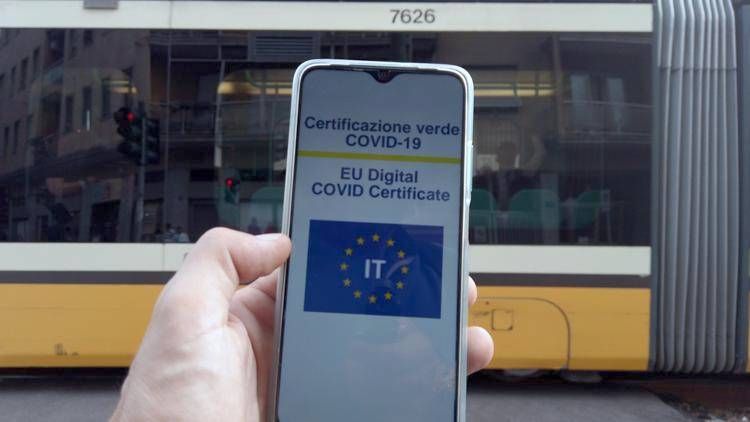 7626
Certificazione verde
COVID-19
EU Digital
COVID Certificate
IT